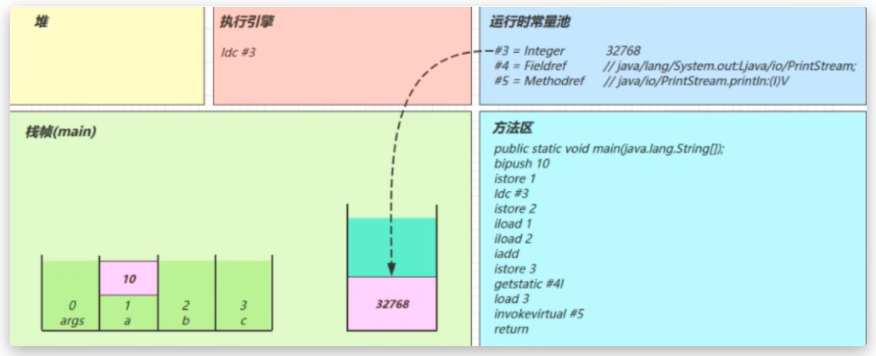 堆
执行引擎
ldc #3
运行时常量池
#3 = Integer 32768
#4 = Fieldref // java/lang/System.out:Ljava/io/PrintStream;
#5 = Methodref // java/io/PrintStream.println:(I)V
栈帧(main)
10
0 1 2 3
args a b c
32768
方法区
public static void main(java.lang.String[]);
bipush 10
istore 1
ldc #3
istore 2
iload 1
iload 2
iadd
istore 3
getstatic #4I
load 3
invokevirtual #5
return